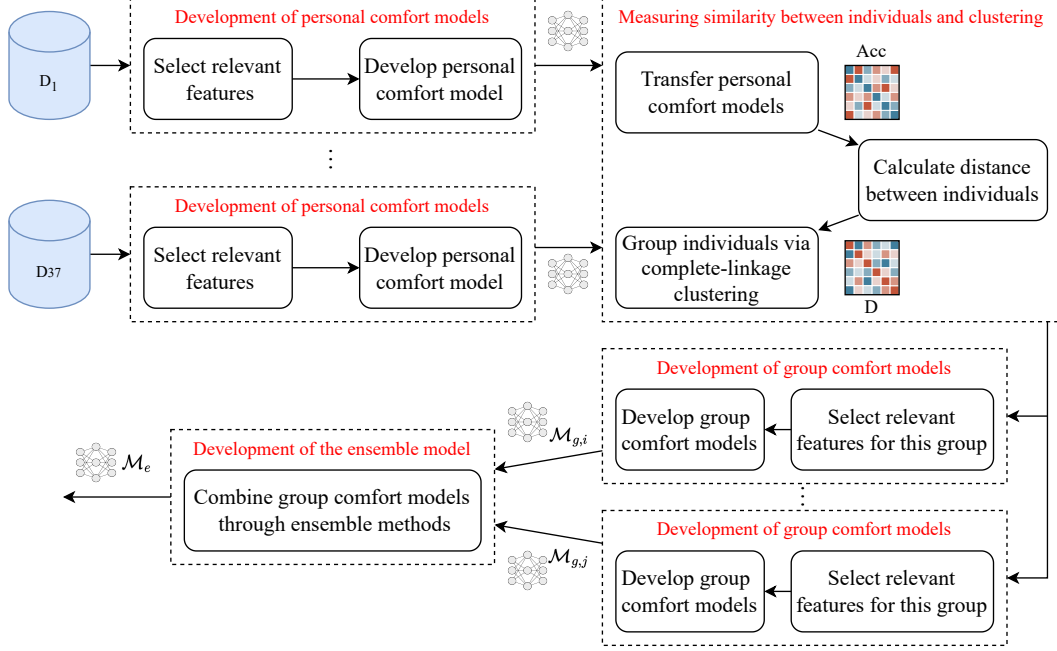 Development of personal comfort models
D1
Select relevant
features
Develop personal
comfort model
⋮
Development of personal comfort models
D37
Select relevant
features
Develop personal
comfort model
Measuring similarity between individuals and clustering
Acc
Transfer personal
comfort models
Calculate distance
between individuals
Group individuals via
complete-linkage
clustering
D
Development of group comfort models
Select relevant
features for this group
Develop group
comfort models
⋮
Development of group comfort models
Select relevant
features for this group
Develop group
comfort models
ℳg,i
ℳg,j
Development of the ensemble model
Combine group comfort models
through ensemble methods
ℳe